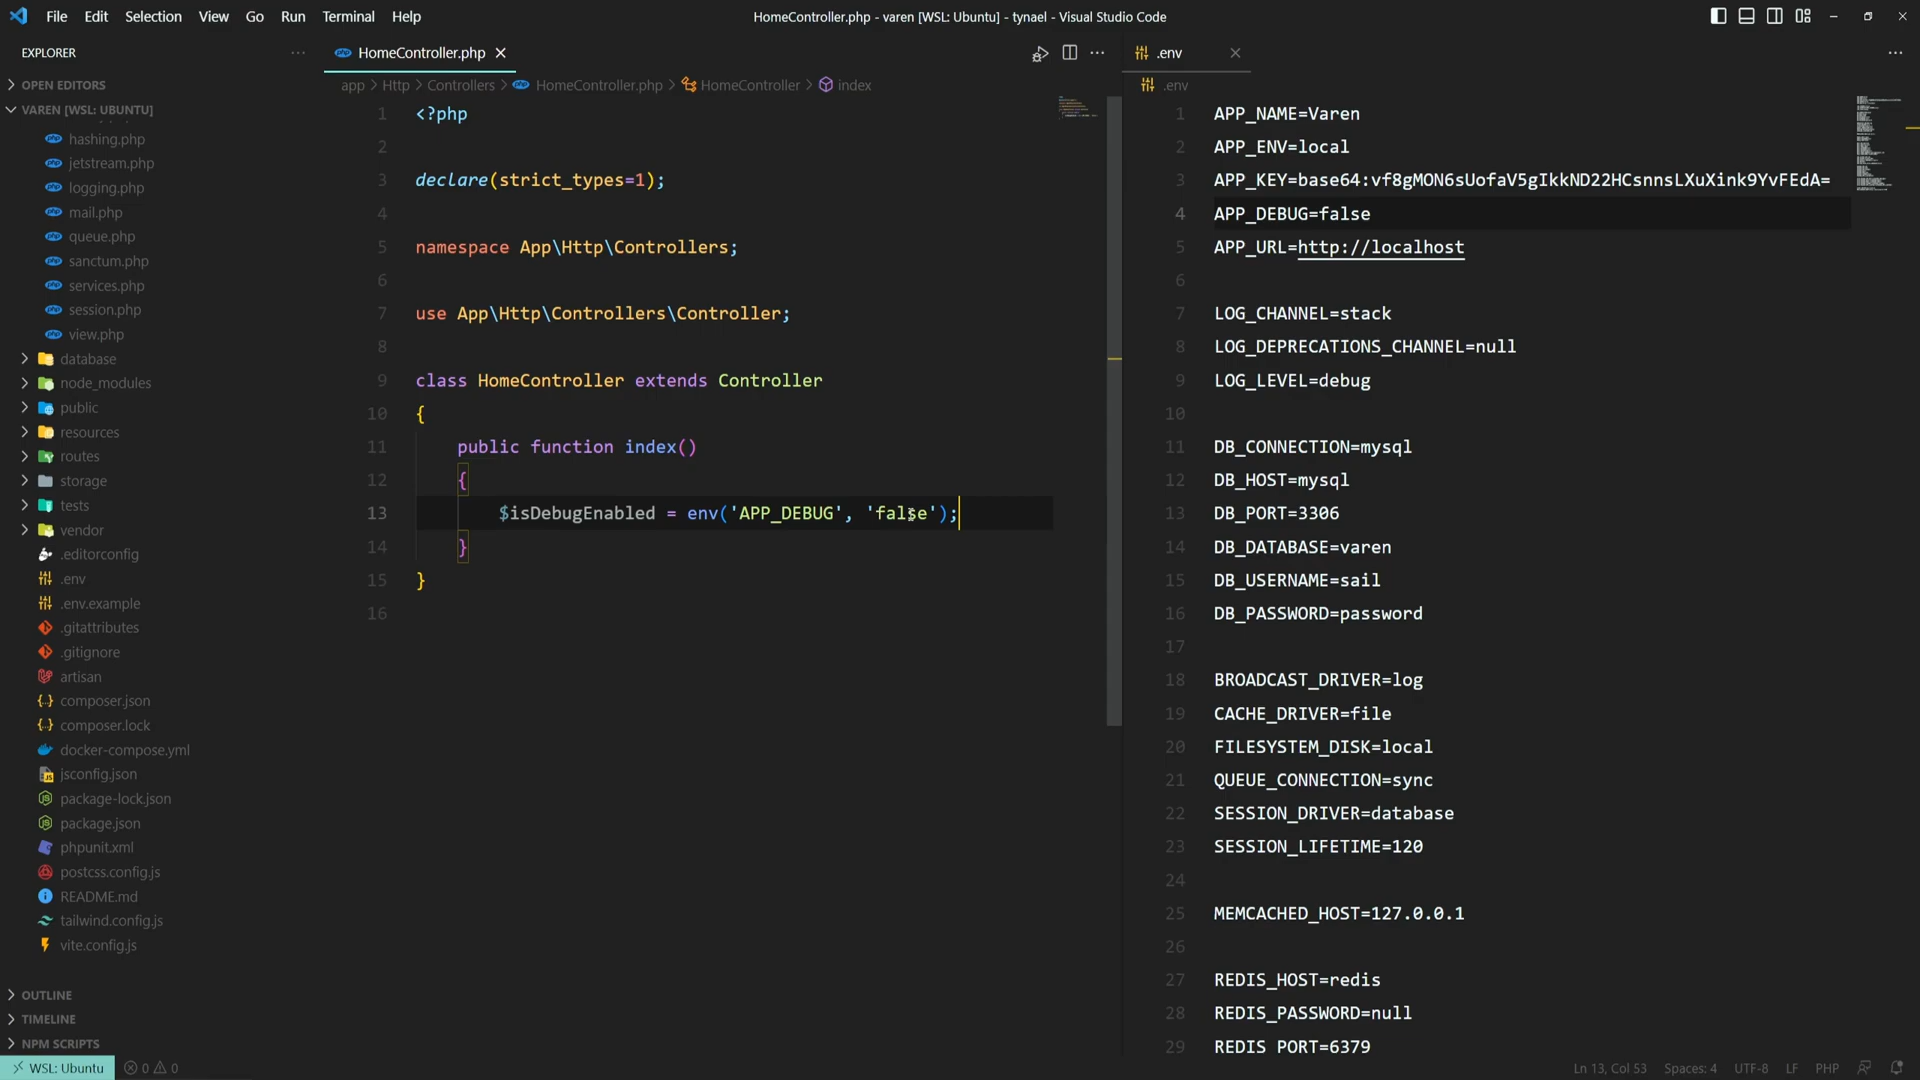 File Edit Selection View Go Run Terminal Help
HomeController.php - varen [WSL: Ubuntu] - tynael - Visual Studio Code
EXPLORER
OPEN EDITORS
VAREN [WSL: UBUNTU]
hashing.php
jetstream.php
logging.php
mail.php
queue.php
sanctum.php
services.php
session.php
view.php
database
node_modules
public
resources
routes
storage
tests
vendor
.editorconfig
.env
.env.example
.gitattributes
.gitignore
artisan
composer.json
composer.lock
docker-compose.yml
jsconfig.json
package-lock.json
package.json
phpunit.xml
postcss.config.js
README.md
tailwind.config.js
vite.config.js
OUTLINE
TIMELINE
NPM SCRIPTS
HomeController.php
app > Http > Controllers > HomeController.php > HomeController > index
1 <?php
2
3 declare(strict_types=1);
4
5 namespace App\Http\Controllers;
6
7 use App\Http\Controllers\Controller;
8
9 class HomeController extends Controller
10 {
11 public function index()
12 {
13 $isDebugEnabled = env('APP_DEBUG', 'false');
14 }
15 }
16
.env
.env
1 APP_NAME=Varen
2 APP_ENV=local
3 APP_KEY=base64:vf8gMON6sUofaV5gIkkND22HCsnnsLXuXink9YvFEdA=
4 APP_DEBUG=false
5 APP_URL=http://localhost
6
7 LOG_CHANNEL=stack
8 LOG_DEPRECATIONS_CHANNEL=null
9 LOG_LEVEL=debug
10
11 DB_CONNECTION=mysql
12 DB_HOST=mysql
13 DB_PORT=3306
14 DB_DATABASE=varen
15 DB_USERNAME=sail
16 DB_PASSWORD=password
17
18 BROADCAST_DRIVER=log
19 CACHE_DRIVER=file
20 FILESYSTEM_DISK=local
21 QUEUE_CONNECTION=sync
22 SESSION_DRIVER=database
23 SESSION_LIFETIME=120
24
25 MEMCACHED_HOST=127.0.0.1
26
27 REDIS_HOST=redis
28 REDIS_PASSWORD=null
29 REDIS_PORT=6379
WSL: Ubuntu 0 0
Ln 13, Col 53 Spaces: 4 UTF-8 LF PHP